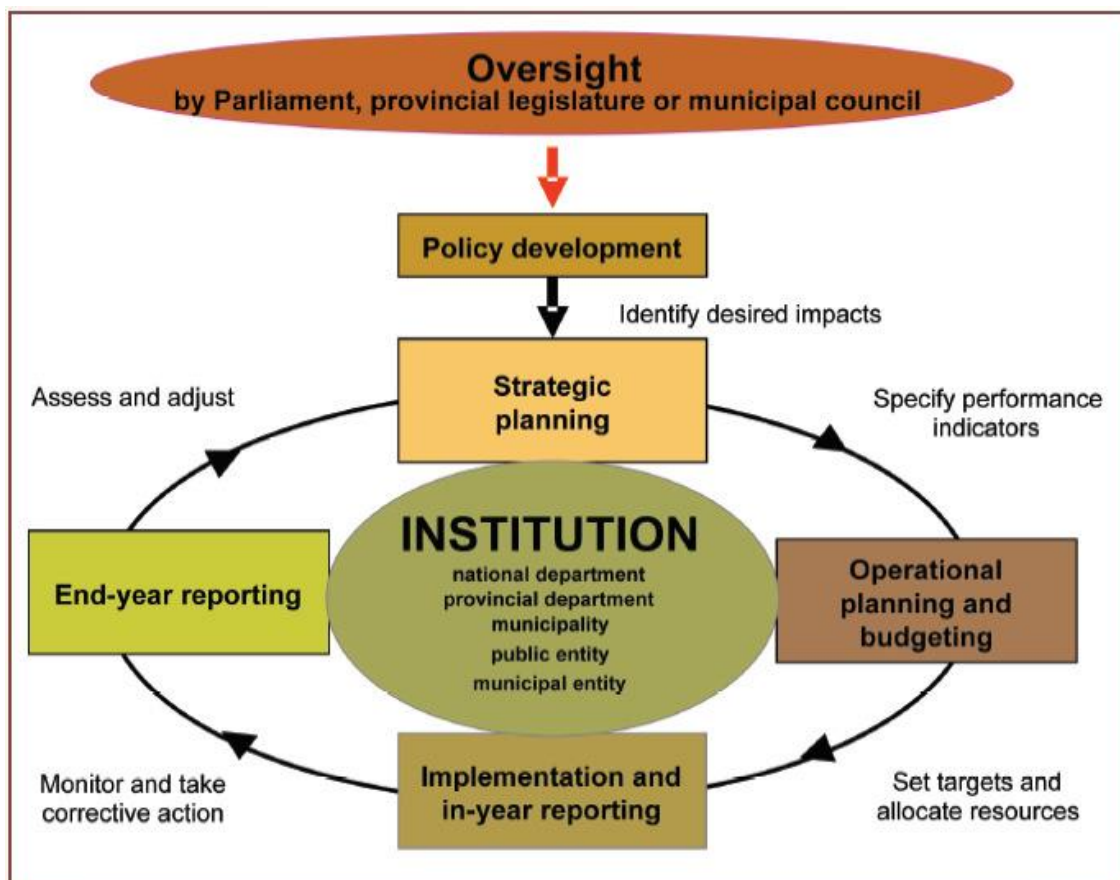 Oversight
by Parliament, provincial legislature or municipal council
Policy development
Identify desired impacts
Strategic
planning
Assess and adjust
Specify performance
indicators
INSTITUTION
national department
provincial department
municipality
public entity
municipal entity
End-year reporting
Operational
planning and
budgeting
Implementation and
in-year reporting
Monitor and take
corrective action
Set targets and
allocate resources